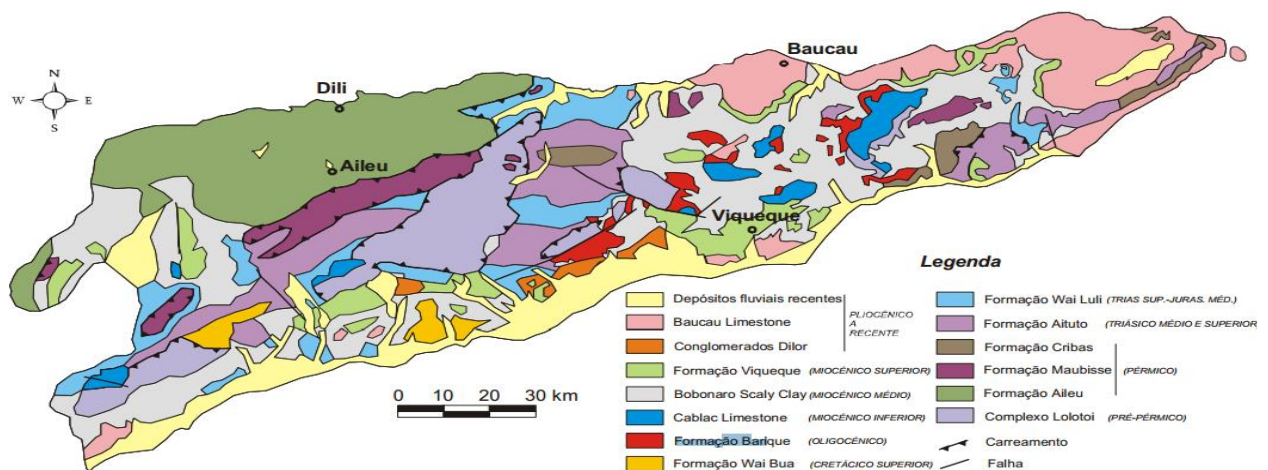 Baucau
Dili
N
W E
S
Aileu
Viqueque
Legenda
Depósitos fluviais recentes
Baucau Limestone
Conglomerados Dilor
PLIOCÉNICO
A
RECENTE
Formação Viqueque (MIOCÉNICO SUPERIOR)
Bobonaro Scaly Clay (MIOCÉNICO MÉDIO)
Cablac Limestone (MIOCÉNICO INFERIOR)
Formação Barique (OLIGOCÉNICO)
Formação Wai Bua (CRETÁCICO SUPERIOR)
Formação Wai Luli (TRIAS SUP.-JURAS. MÉD.)
Formação Aituto (TRIÁSICO MÉDIO E SUPERIOR
Formação Cribas
Formação Maubisse (PÉRMICO)
Formação Aileu
Complexo Lolotoi (PRÉ-PÉRMICO)
Carreamento
Falha
0 10 20 30 km